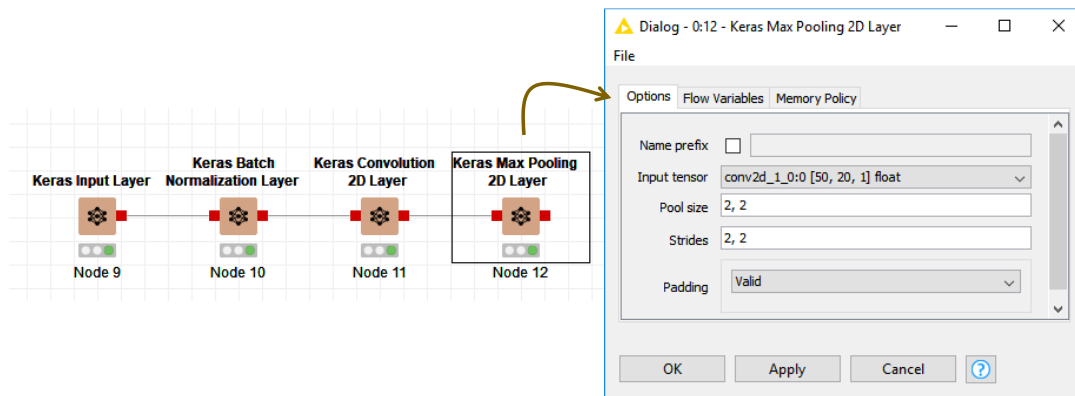 Dialog - 0:12 - Keras Max Pooling 2D Layer
File
Options Flow Variables Memory Policy
Name prefix
Input tensor conv2d_1_0:0 [50, 20, 1] float
Pool size 2, 2
Strides 2, 2
Padding Valid
OK Apply Cancel ?
Keras Input Layer
Keras Batch
Normalization Layer
Keras Convolution
2D Layer
Keras Max Pooling
2D Layer
Node 9 Node 10 Node 11 Node 12